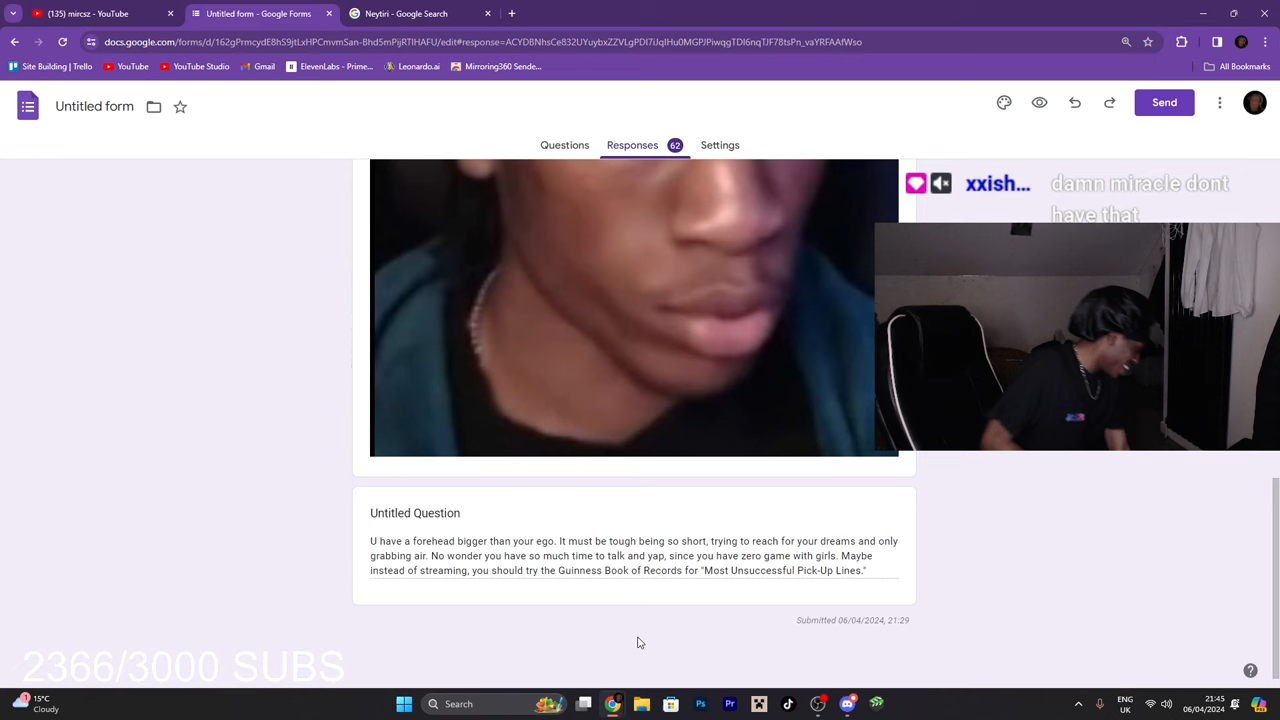 (135) mircsz - YouTube
Untitled form - Google Forms
Neytiri - Google Search
docs.google.com/forms/d/162gPrmcydE8hS9jtLxHPCmvmSan-Bhd5mPijRTlHAFU/edit#response=ACYDBNhsCe832UYuybxZZVLgPDI7iJqIHu0MGPJPiwqgTDI6nqTJF78tsPn_vaYRFAAfWso
Site Building | Trello
YouTube
YouTube Studio
Gmail
ElevenLabs - Prime...
Leonardo.ai
Mirroring360 Sende...
All Bookmarks
Untitled form
Send
Questions
Responses 62
Settings
xxish... damn miracle dont
have that
Untitled Question
U have a forehead bigger than your ego. It must be tough being so short, trying to reach for your dreams and only
grabbing air. No wonder you have so much time to talk and yap, since you have zero game with girls. Maybe
instead of streaming, you should try the Guinness Book of Records for "Most Unsuccessful Pick-Up Lines."
Submitted 06/04/2024, 21:29
2366/3000 SUBS
1
15°C
Cloudy
Search
Ps
Pr
ENG
UK
21:45
06/04/2024